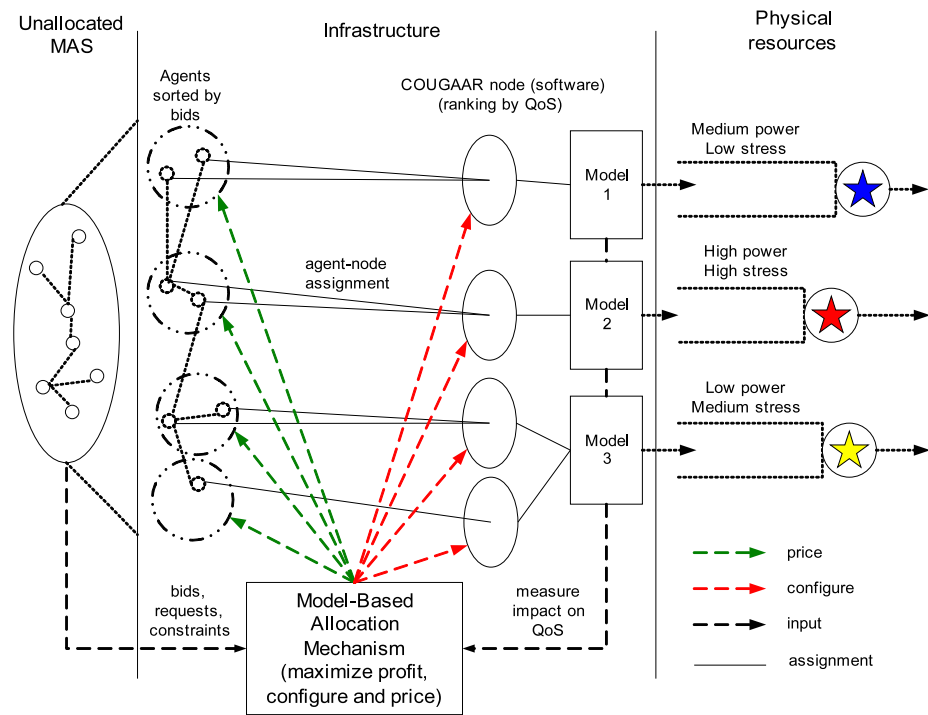 Unallocated
MAS
Infrastructure
Physical
resources
Agents
sorted by
bids
COUGAAR node (software)
(ranking by QoS)
Model
1
Medium power
Low stress
agent-node
assignment
Model
2
High power
High stress
Model
3
Low power
Medium stress
bids,
requests,
constraints
Model-Based
Allocation
Mechanism
(maximize profit,
configure and price)
measure
impact on
QoS
price
configure
input
assignment